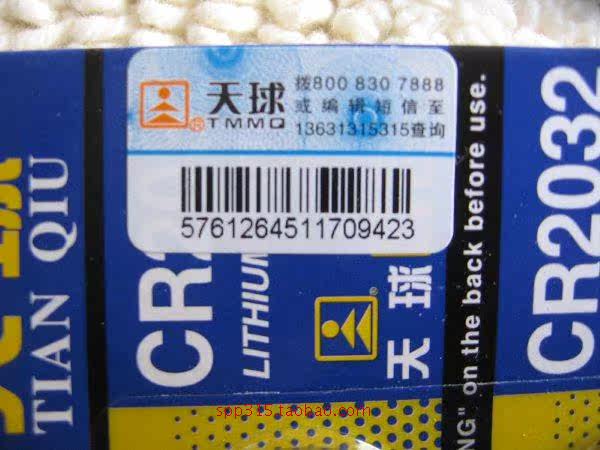 天球
TMMQ
拨800 830 7888
或编辑短信至
13631315315查询
5761264511709423
TIAN QIU
CR2
LITHIUM
天球
NG" on the back before use.
CR2032
spp315.taobao.com